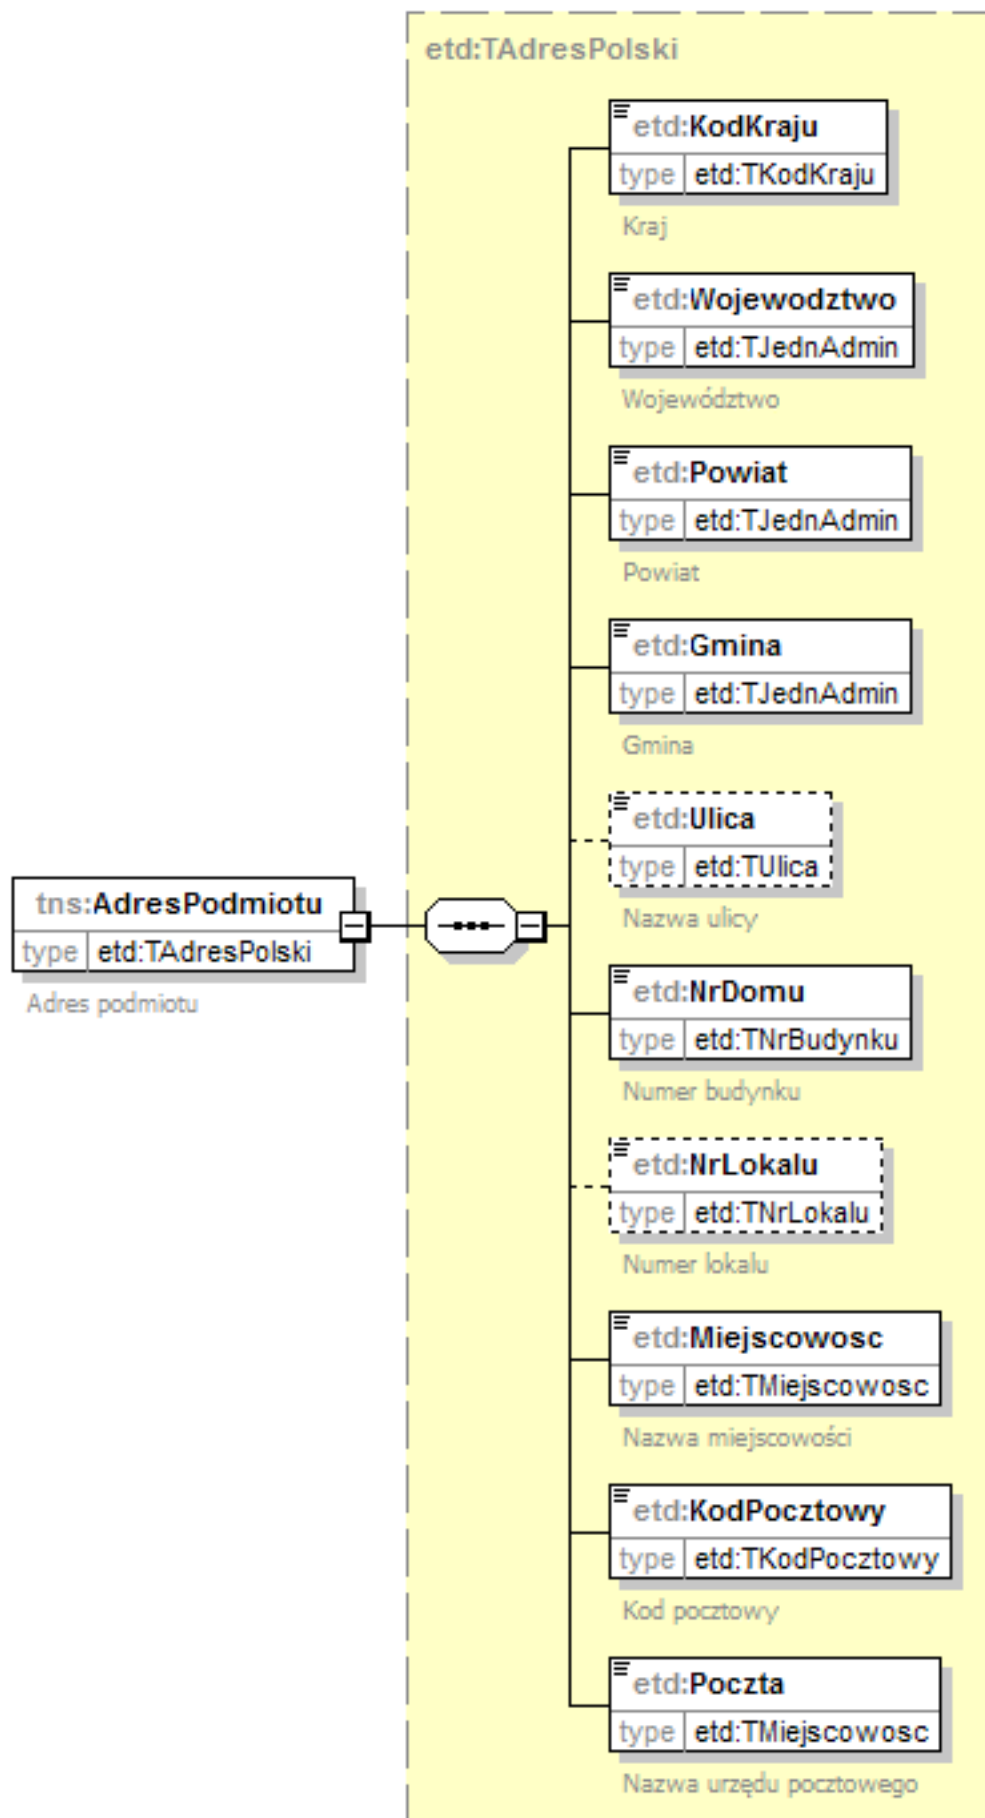 etd:TAdresPolski
etd:KodKraju
type etd:TKodKraju
Kraj
etd:Wojewodztwo
type etd:TJednAdmin
Województwo
etd:Powiat
type etd:TJednAdmin
Powiat
etd:Gmina
type etd:TJednAdmin
Gmina
etd:Ulica
type etd:TUlica
Nazwa ulicy
tns:AdresPodmiotu
type etd:TAdresPolski
Adres podmiotu
etd:NrDomu
type etd:TNrBudynku
Numer budynku
etd:NrLokalu
type etd:TNrLokalu
Numer lokalu
etd:Miejscowosc
type etd:TMiejscowosc
Nazwa miejscowości
etd:KodPocztowy
type etd:TKodPocztowy
Kod pocztowy
etd:Poczta
type etd:TMiejscowosc
Nazwa urzędu pocztowego